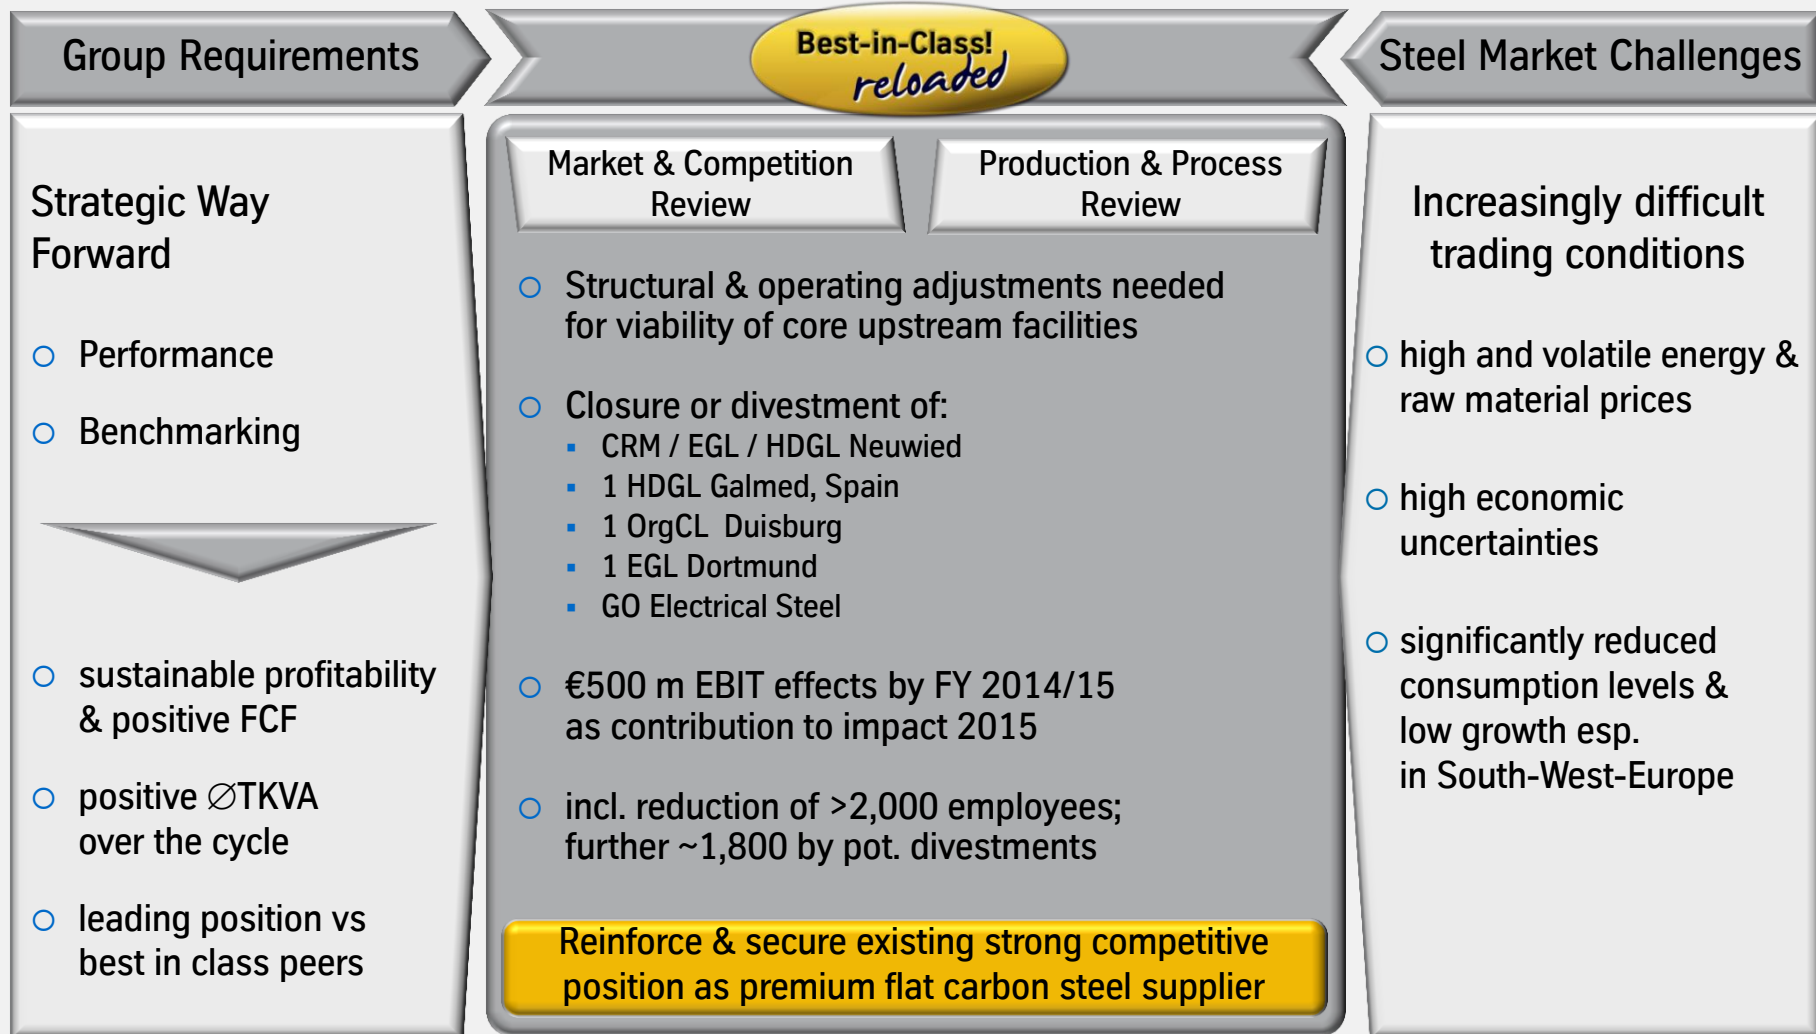 Group Requirements
Best-in-Class!
reloaded
Steel Market Challenges
Strategic Way
Forward
○ Performance
○ Benchmarking
○ sustainable profitability
& positive FCF
○ positive ∅TKVA
over the cycle
○ leading position vs
best in class peers
Market & Competition
Review
Production & Process
Review
○ Structural & operating adjustments needed
for viability of core upstream facilities
○ Closure or divestment of:
▪ CRM / EGL / HDGL Neuwied
▪ 1 HDGL Galmed, Spain
▪ 1 OrgCL Duisburg
▪ 1 EGL Dortmund
▪ GO Electrical Steel
○ €500 m EBIT effects by FY 2014/15
as contribution to impact 2015
○ incl. reduction of >2,000 employees;
further ~1,800 by pot. divestments
Reinforce & secure existing strong competitive
position as premium flat carbon steel supplier
Increasingly difficult
trading conditions
○ high and volatile energy &
raw material prices
○ high economic
uncertainties
○ significantly reduced
consumption levels &
low growth esp.
in South-West-Europe